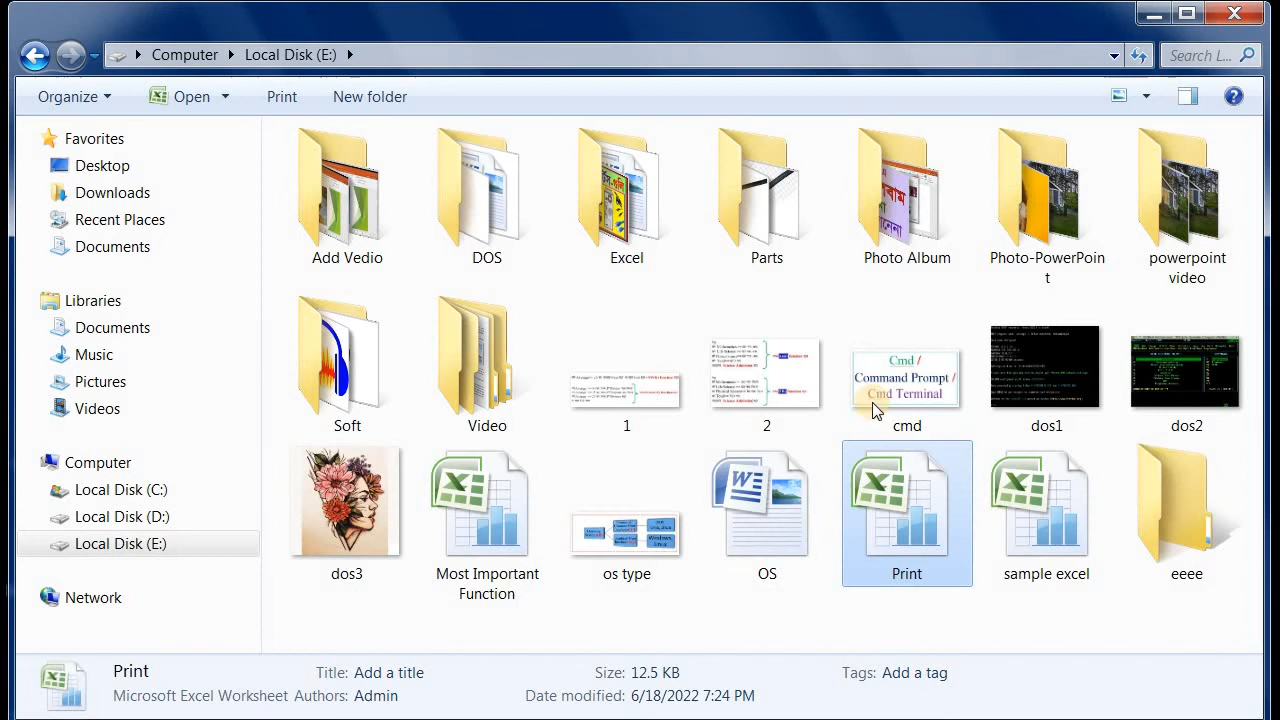 Computer
Local Disk (E:)
Search L...
Organize
Open
Print
New folder
Favorites
Desktop
Downloads
Recent Places
Documents
Libraries
Documents
Music
Pictures
Videos
Computer
Local Disk (C:)
Local Disk (D:)
Local Disk (E:)
Network
Add Vedio
DOS
Excel
Parts
Photo Album
Photo-PowerPoin
t
powerpoint
video
Soft
Video
1
2
Cmd /
Command Prompt /
Cmd Terminal
cmd
dos1
dos2
dos3
Most Important
Function
os type
OS
Print
sample excel
eeee
Print
Microsoft Excel Worksheet
Title: Add a title
Authors: Admin
Size: 12.5 KB
Date modified: 6/18/2022 7:24 PM
Tags: Add a tag